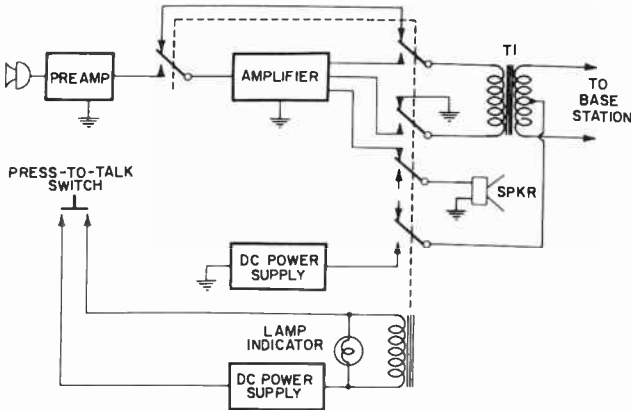 PREAMP
AMPLIFIER
T1
TO
BASE
STATION
PRESS-TO-TALK
SWITCH
SPKR
DC POWER
SUPPLY
LAMP
INDICATOR
DC POWER
SUPPLY